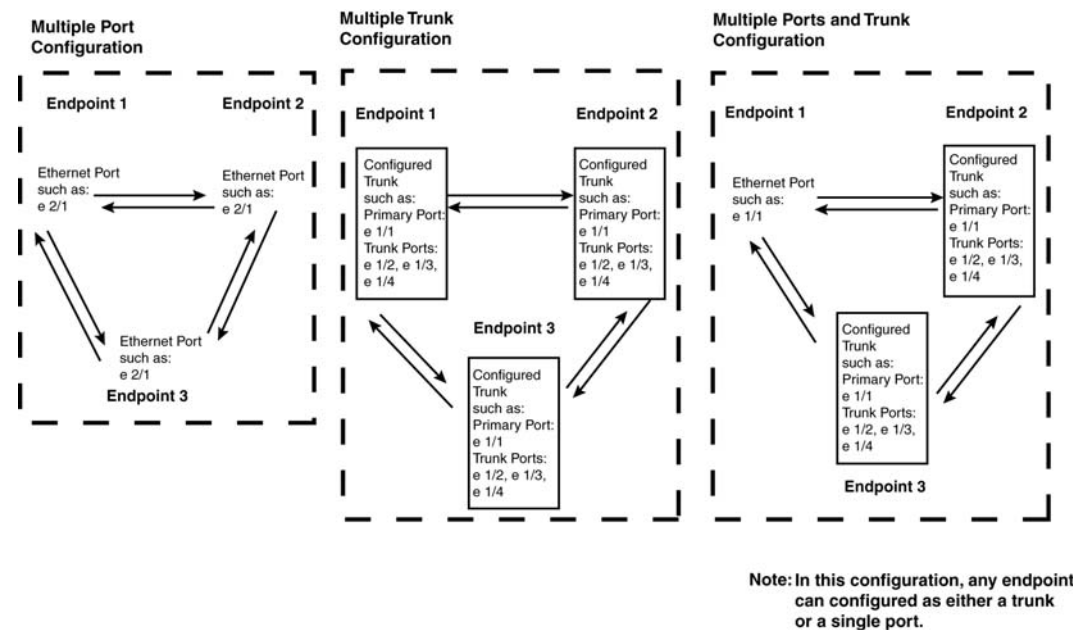 Multiple Port
Configuration
Endpoint 1
Endpoint 2
Ethernet Port
such as:
e 2/1
Ethernet Port
such as:
e 2/1
Ethernet Port
such as:
e 2/1
Endpoint 3
Multiple Trunk
Configuration
Endpoint 1
Endpoint 2
Configured
Trunk
such as:
Primary Port:
e 1/1
Trunk Ports:
e 1/2, e 1/3,
e 1/4
Configured
Trunk
such as:
Primary Port:
e 1/1
Trunk Ports:
e 1/2, e 1/3,
e 1/4
Endpoint 3
Configured
Trunk
such as:
Primary Port:
e 1/1
Trunk Ports:
e 1/2, e 1/3,
e 1/4
Multiple Ports and Trunk
Configuration
Endpoint 1
Endpoint 2
Ethernet Port
such as:
e 1/1
Configured
Trunk
such as:
Primary Port:
e 1/1
Trunk Ports:
e 1/2, e 1/3,
e 1/4
Configured
Trunk
such as:
Primary Port:
e 1/1
Trunk Ports:
e 1/2, e 1/3,
e 1/4
Endpoint 3
Note: In this configuration, any endpoint
can configured as either a trunk
or a single port.